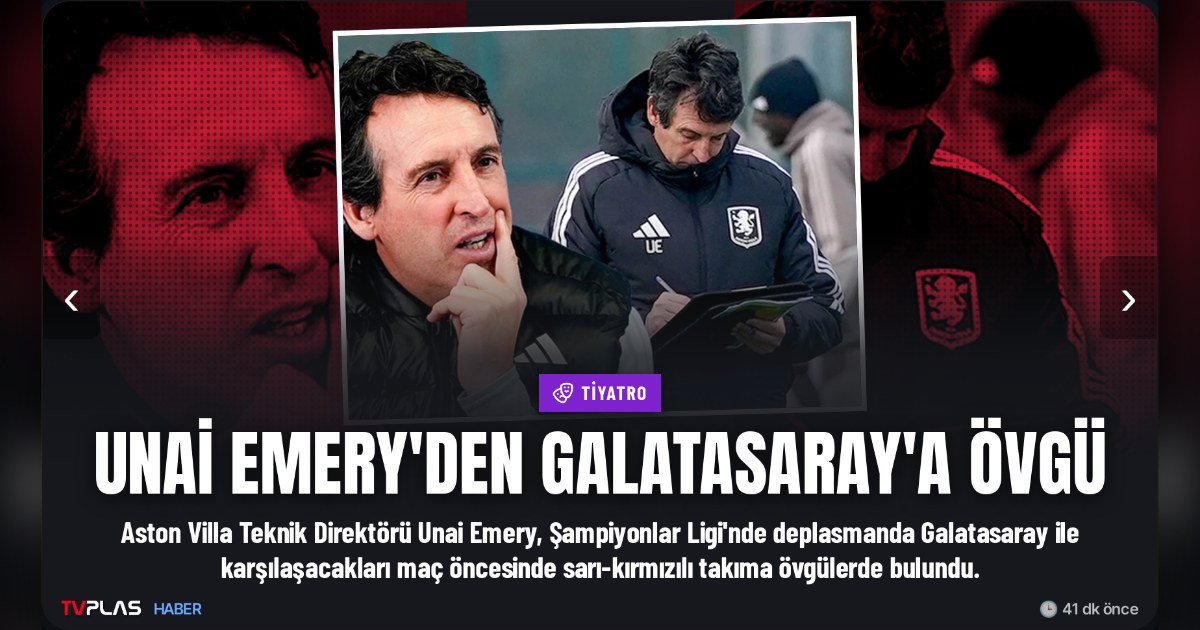 UE
TİYATRO
UNAİ EMERY'DEN GALATASARAY'A ÖVGÜ
Aston Villa Teknik Direktörü Unai Emery, Şampiyonlar Ligi'nde deplasmanda Galatasaray ile
karşılaşacakları maç öncesinde sarı-kırmızılı takıma övgülerde bulundu.
TVPLAS HABER
41 dk önce